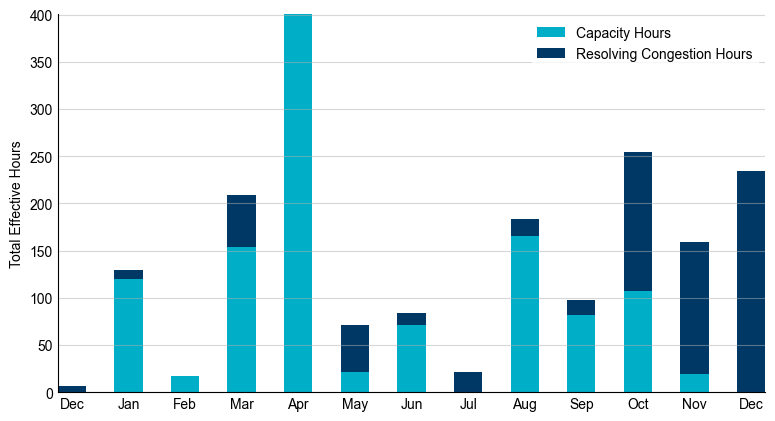 Capacity Hours
Resolving Congestion Hours
Total Effective Hours
400
350
300
250
200
150
100
50
0
Dec Jan Feb Mar Apr May Jun Jul Aug Sep Oct Nov Dec